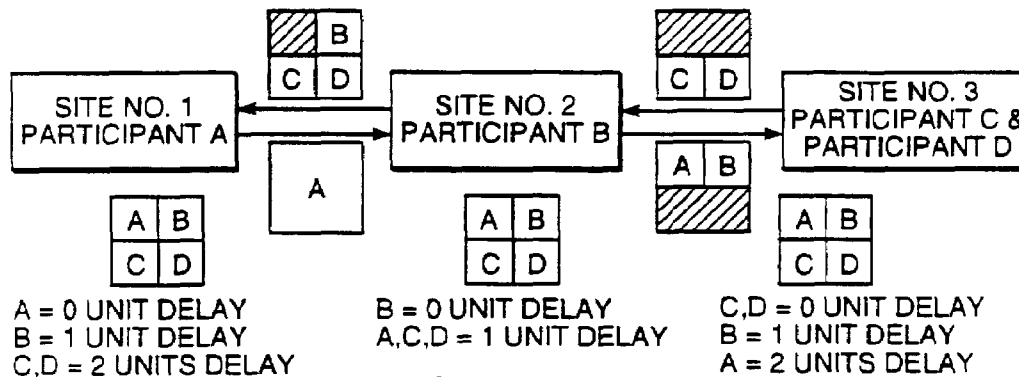 B
C D
C D
SITE NO. 1
PARTICIPANT A
SITE NO. 2
PARTICIPANT B
SITE NO. 3
PARTICIPANT C &
PARTICIPANT D
A
A B
A B
C D
A B
C D
A B
C D
A = 0 UNIT DELAY
B = 1 UNIT DELAY
C,D = 2 UNITS DELAY
B = 0 UNIT DELAY
A,C,D = 1 UNIT DELAY
C,D = 0 UNIT DELAY
B = 1 UNIT DELAY
A = 2 UNITS DELAY